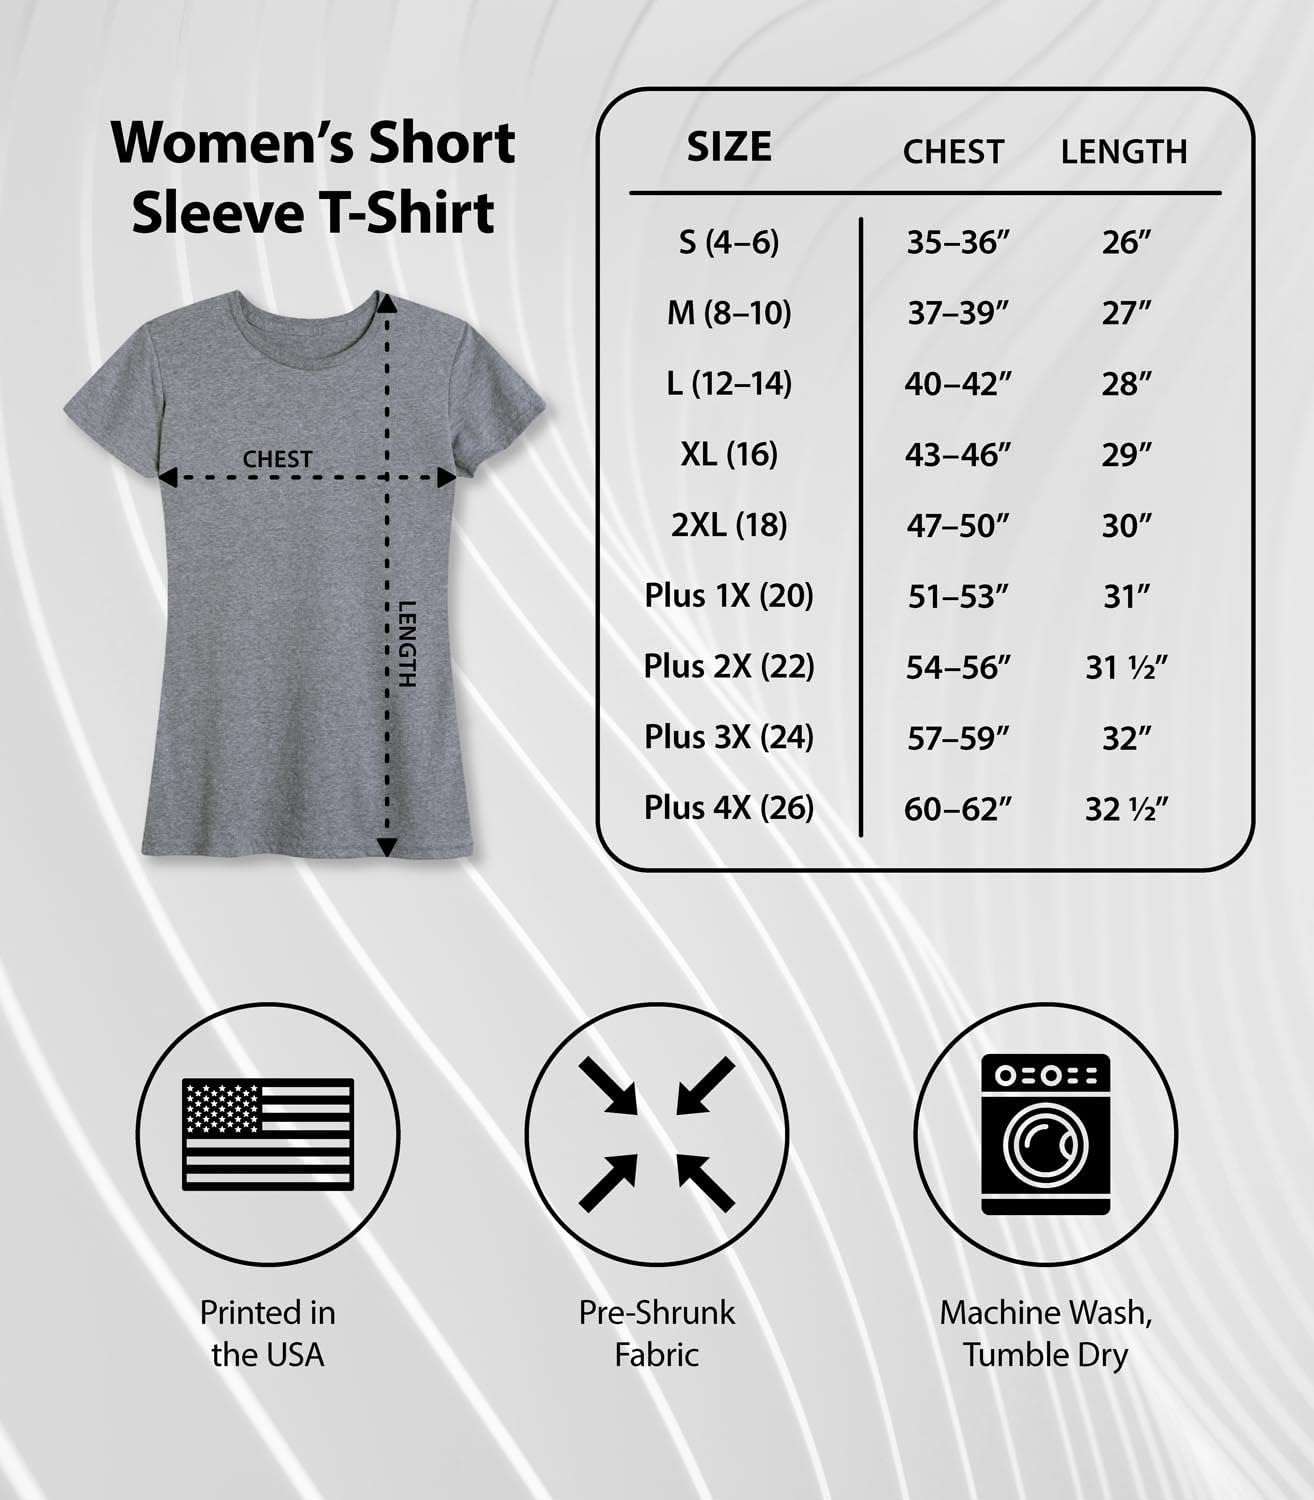 Women’s Short
Sleeve T-Shirt
CHEST
LENGTH
SIZE CHEST LENGTH
S (4–6) 35–36” 26”
M (8–10) 37–39” 27”
L (12–14) 40–42” 28”
XL (16) 43–46” 29”
2XL (18) 47–50” 30”
Plus 1X (20) 51–53” 31”
Plus 2X (22) 54–56” 31 ½”
Plus 3X (24) 57–59” 32”
Plus 4X (26) 60–62” 32 ½”
Printed in
the USA
Pre-Shrunk
Fabric
Machine Wash,
Tumble Dry